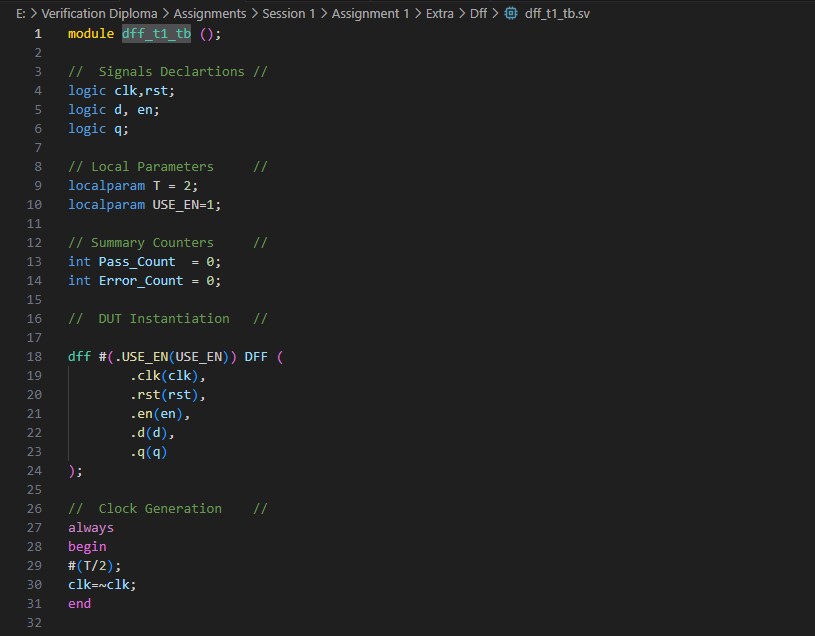 E: > Verification Diploma > Assignments > Session 1 > Assignment 1 > Extra > Dff > dff_t1_tb.sv
1 module dff_t1_tb ();
2
3 //  Signals Declartions //
4 logic clk,rst;
5 logic d, en;
6 logic q;
7
8 // Local Parameters     //
9 localparam T = 2;
10 localparam USE_EN=1;
11
12 // Summary Counters     //
13 int Pass_Count  = 0;
14 int Error_Count = 0;
15
16 //  DUT Instantiation   //
17
18 dff #(.USE_EN(USE_EN)) DFF (
19         .clk(clk),
20         .rst(rst),
21         .en(en),
22         .d(d),
23         .q(q)
24 );
25
26 //  Clock Generation    //
27 always
28 begin
29 #(T/2);
30 clk=~clk;
31 end
32